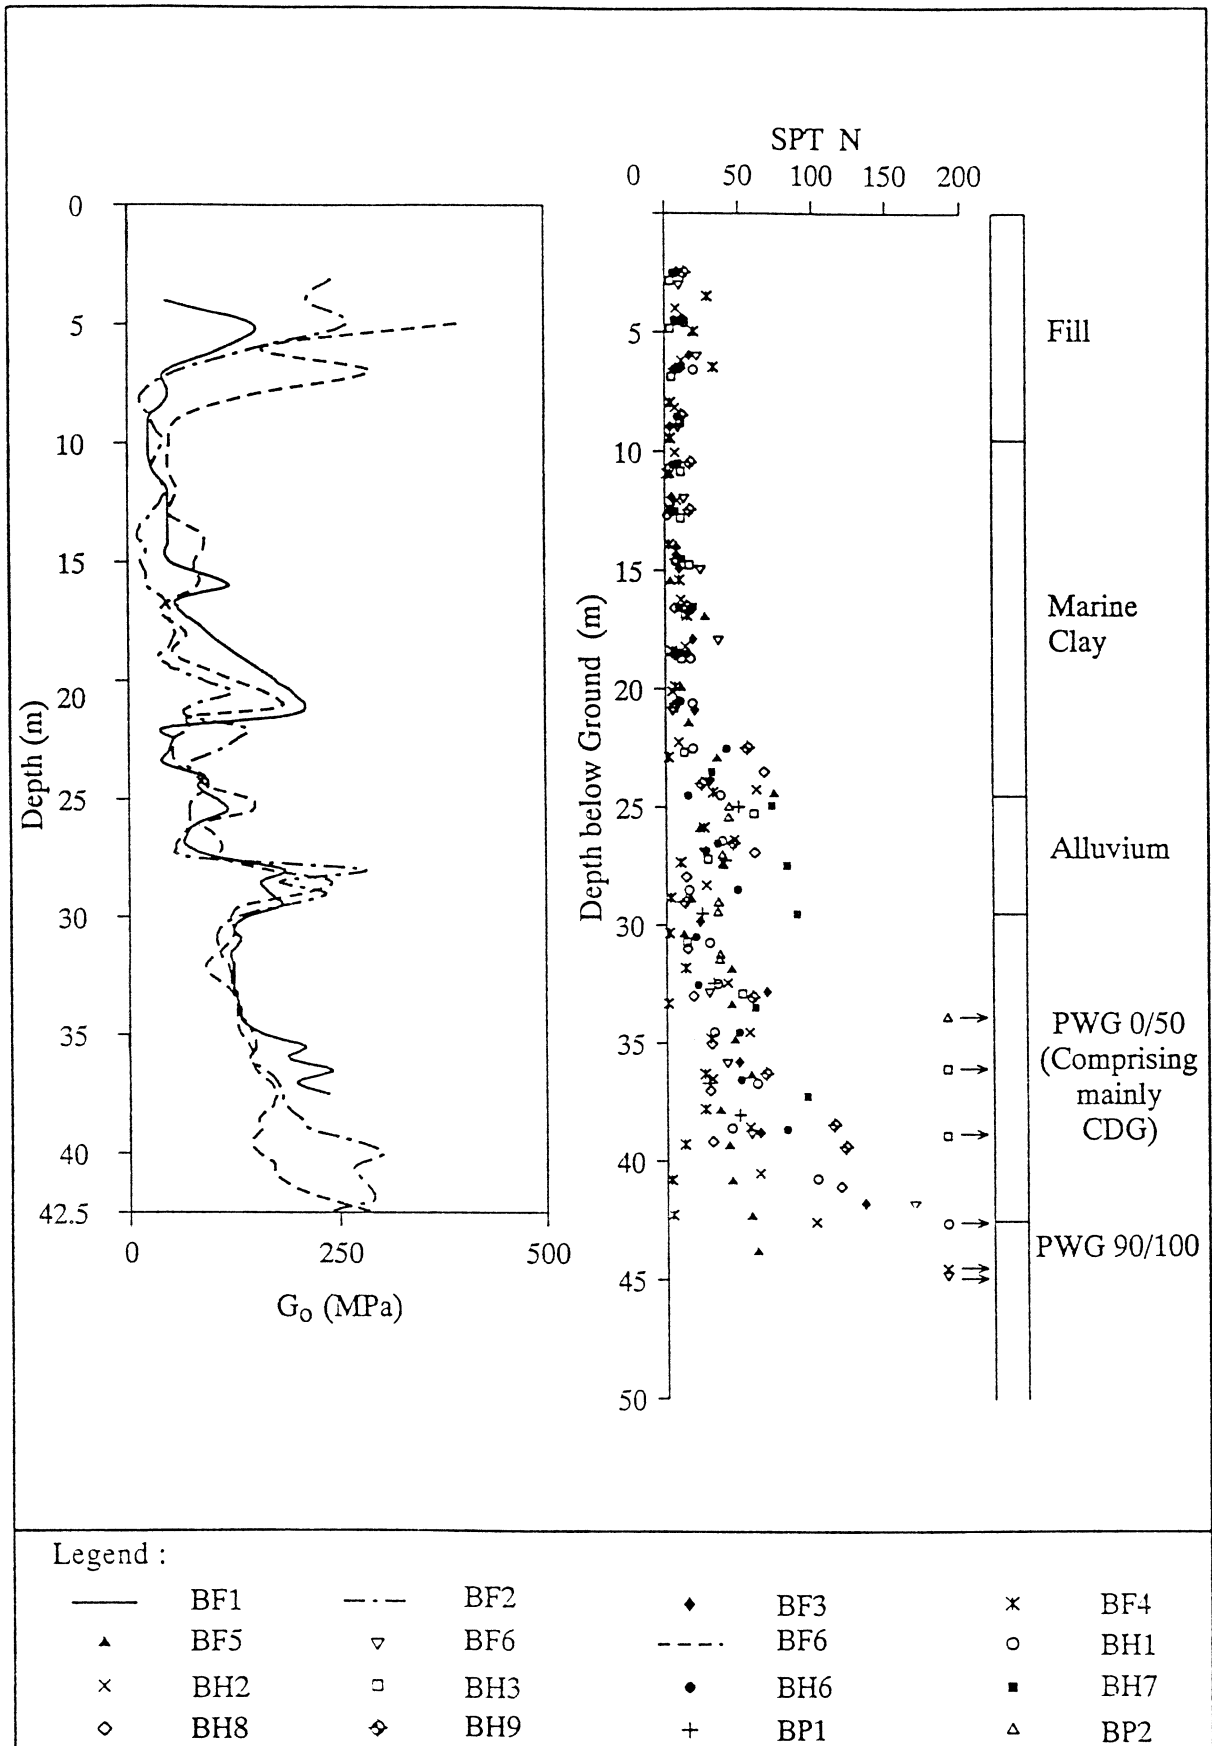 SPT N
0 50 100 150 200
0
5
10
15
20
25
30
35
40
42.5
Depth (m)
0 250 500
G₀ (MPa)
5
10
15
20
25
30
35
40
45
50
Depth below Ground (m)
Fill
Marine
Clay
Alluvium
PWG 0/50
(Comprising
mainly
CDG)
PWG 90/100
Legend :
BF1 BF2 BF3 BF4
BF5 BF6 BF6 BH1
BH2 BH3 BH6 BH7
BH8 BH9 BP1 BP2